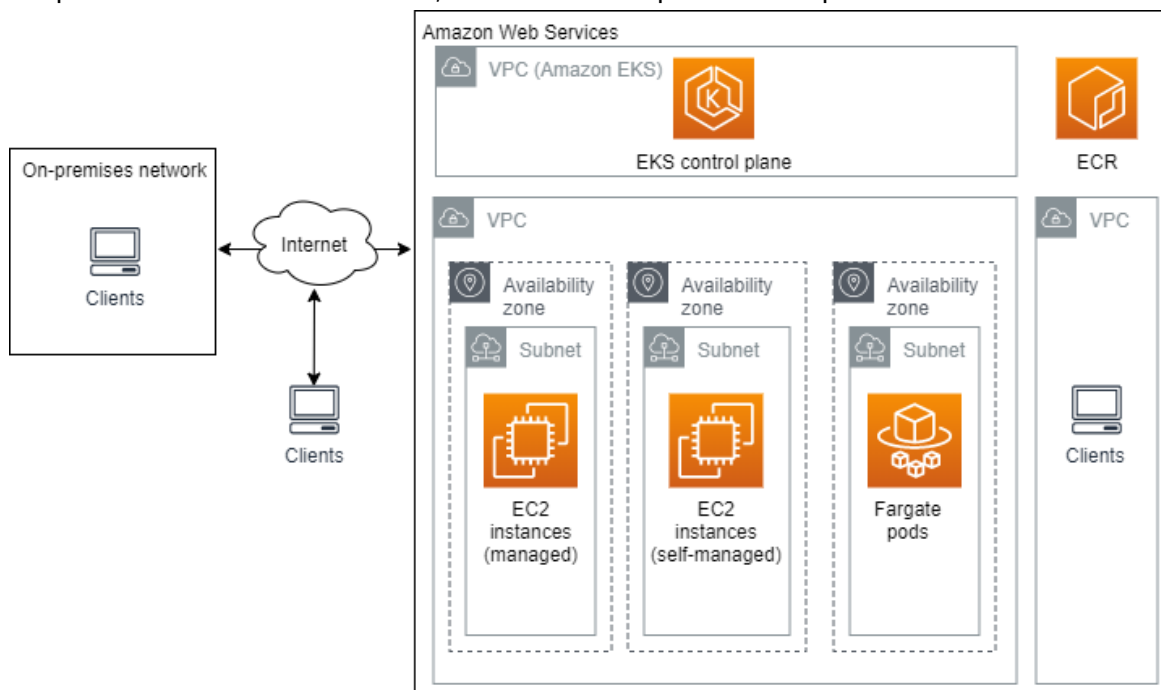 Amazon Web Services
VPC (Amazon EKS)
EKS control plane
ECR
On-premises network
Clients
Internet
Clients
VPC
Availability
zone
Subnet
EC2
instances
(managed)
Availability
zone
Subnet
EC2
instances
(self-managed)
Availability
zone
Subnet
Fargate
pods
VPC
Clients